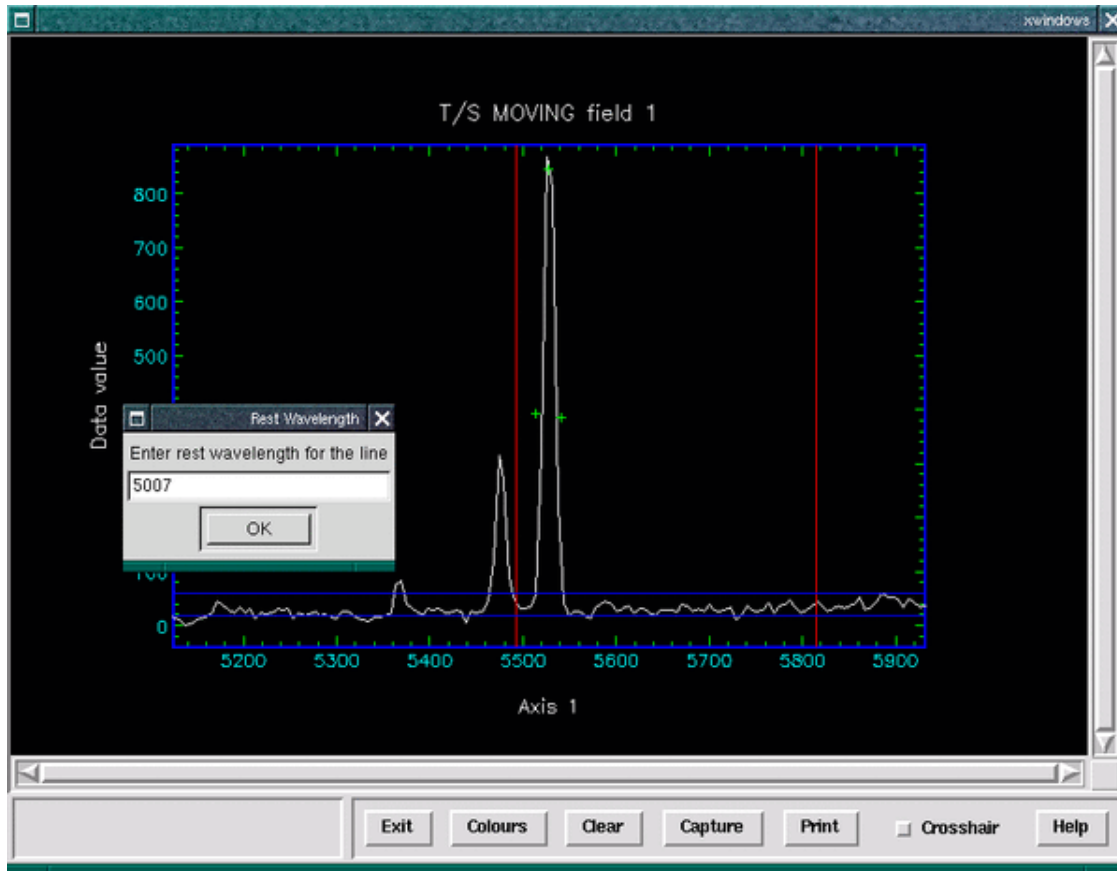 xwindows
T/S MOVING field 1
800
700
600
500
Data value
Rest Wavelength
Enter rest wavelength for the line
5007
OK
100
0
5200 5300 5400 5500 5600 5700 5800 5900
Axis 1
Exit Colours Clear Capture Print Crosshair Help